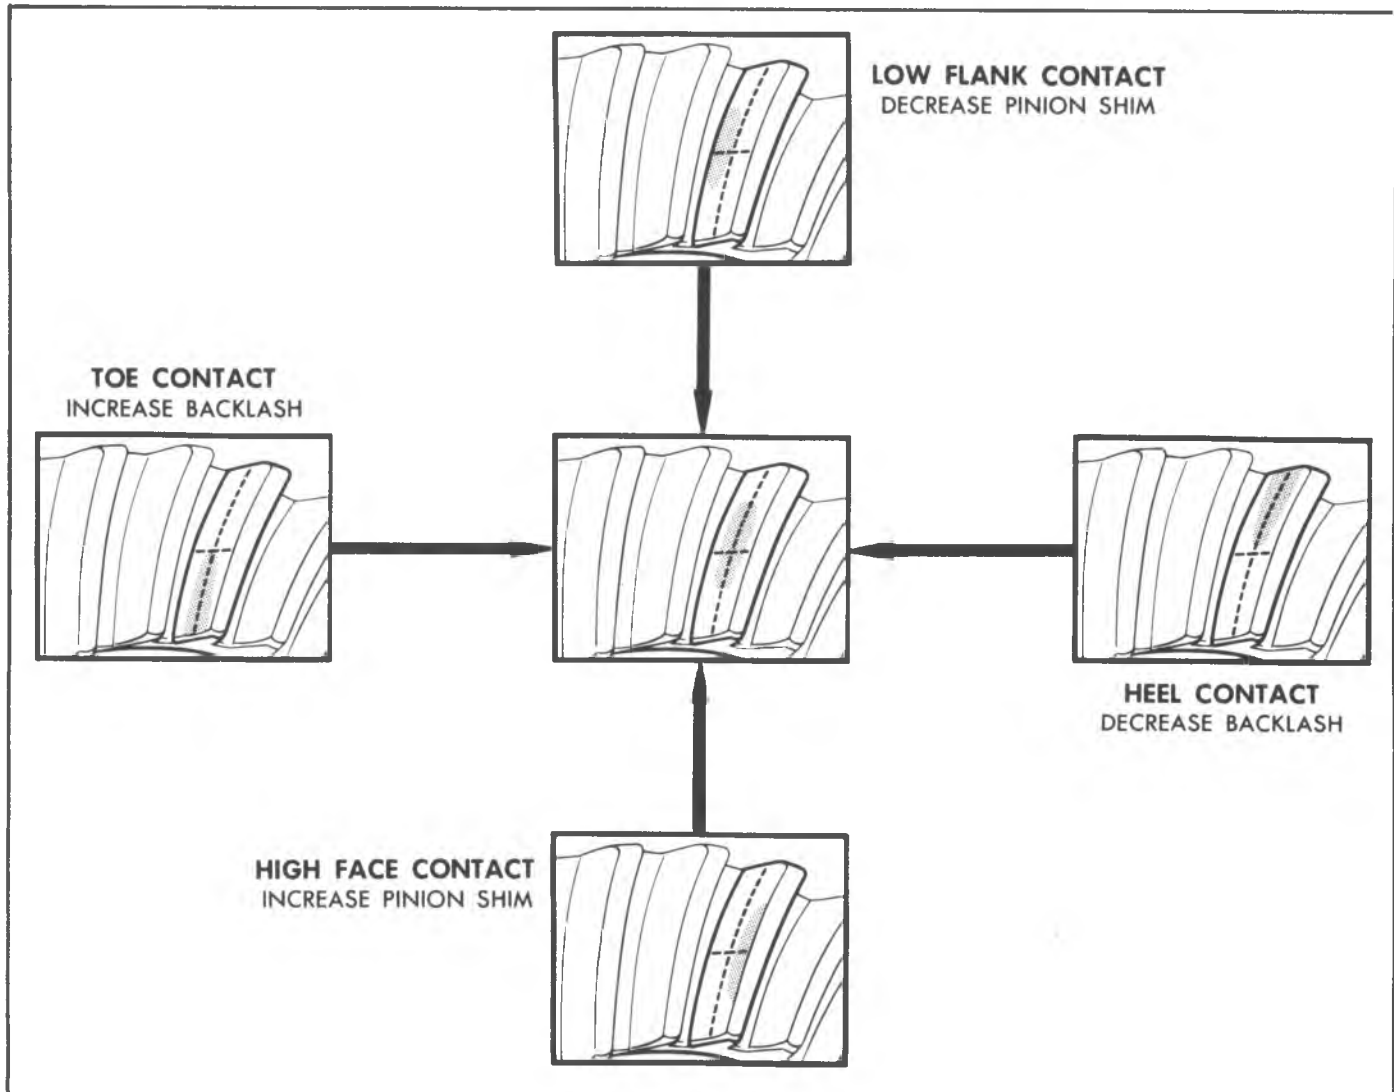 LOW FLANK CONTACT
DECREASE PINION SHIM
TOE CONTACT
INCREASE BACKLASH
HEEL CONTACT
DECREASE BACKLASH
HIGH FACE CONTACT
INCREASE PINION SHIM